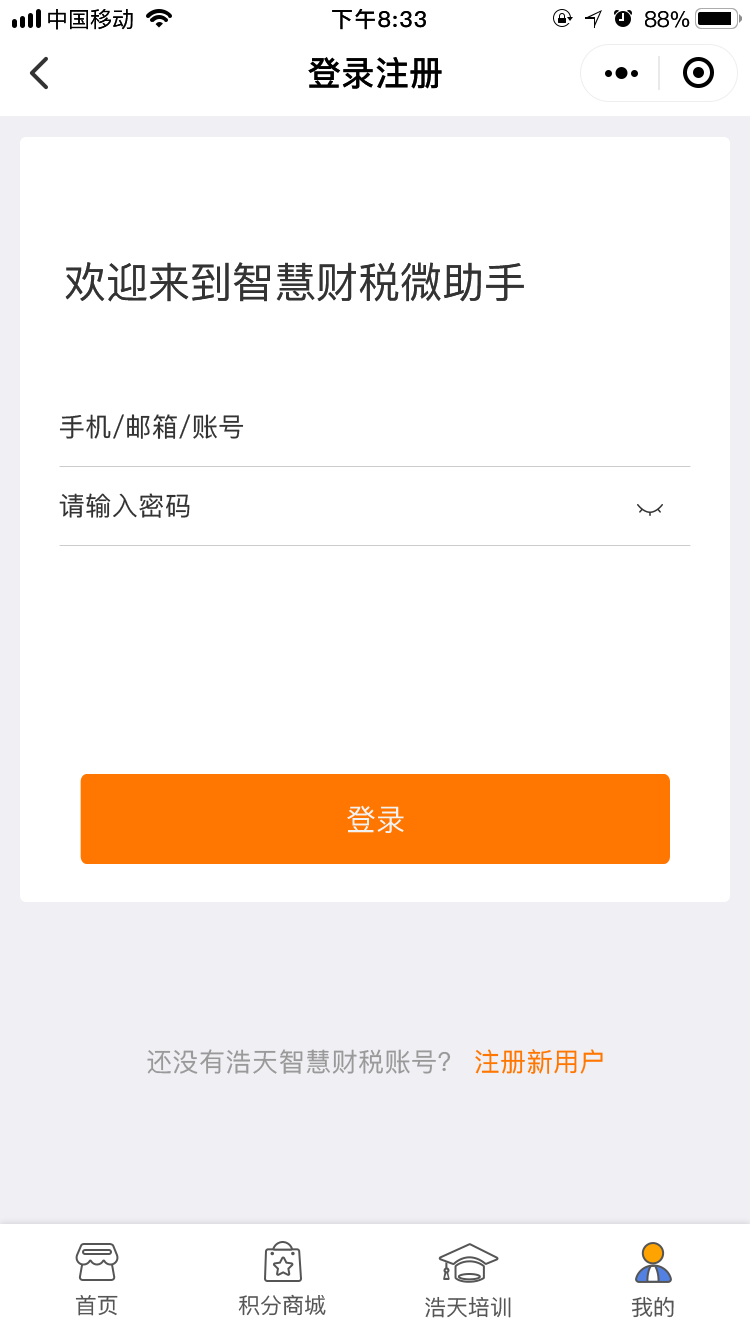 中国移动 下午8:33 88%
登录注册
欢迎来到智慧财税微助手
手机/邮箱/账号
请输入密码
登录
还没有浩天智慧财税账号? 注册新用户
首页 积分商城 浩天培训 我的